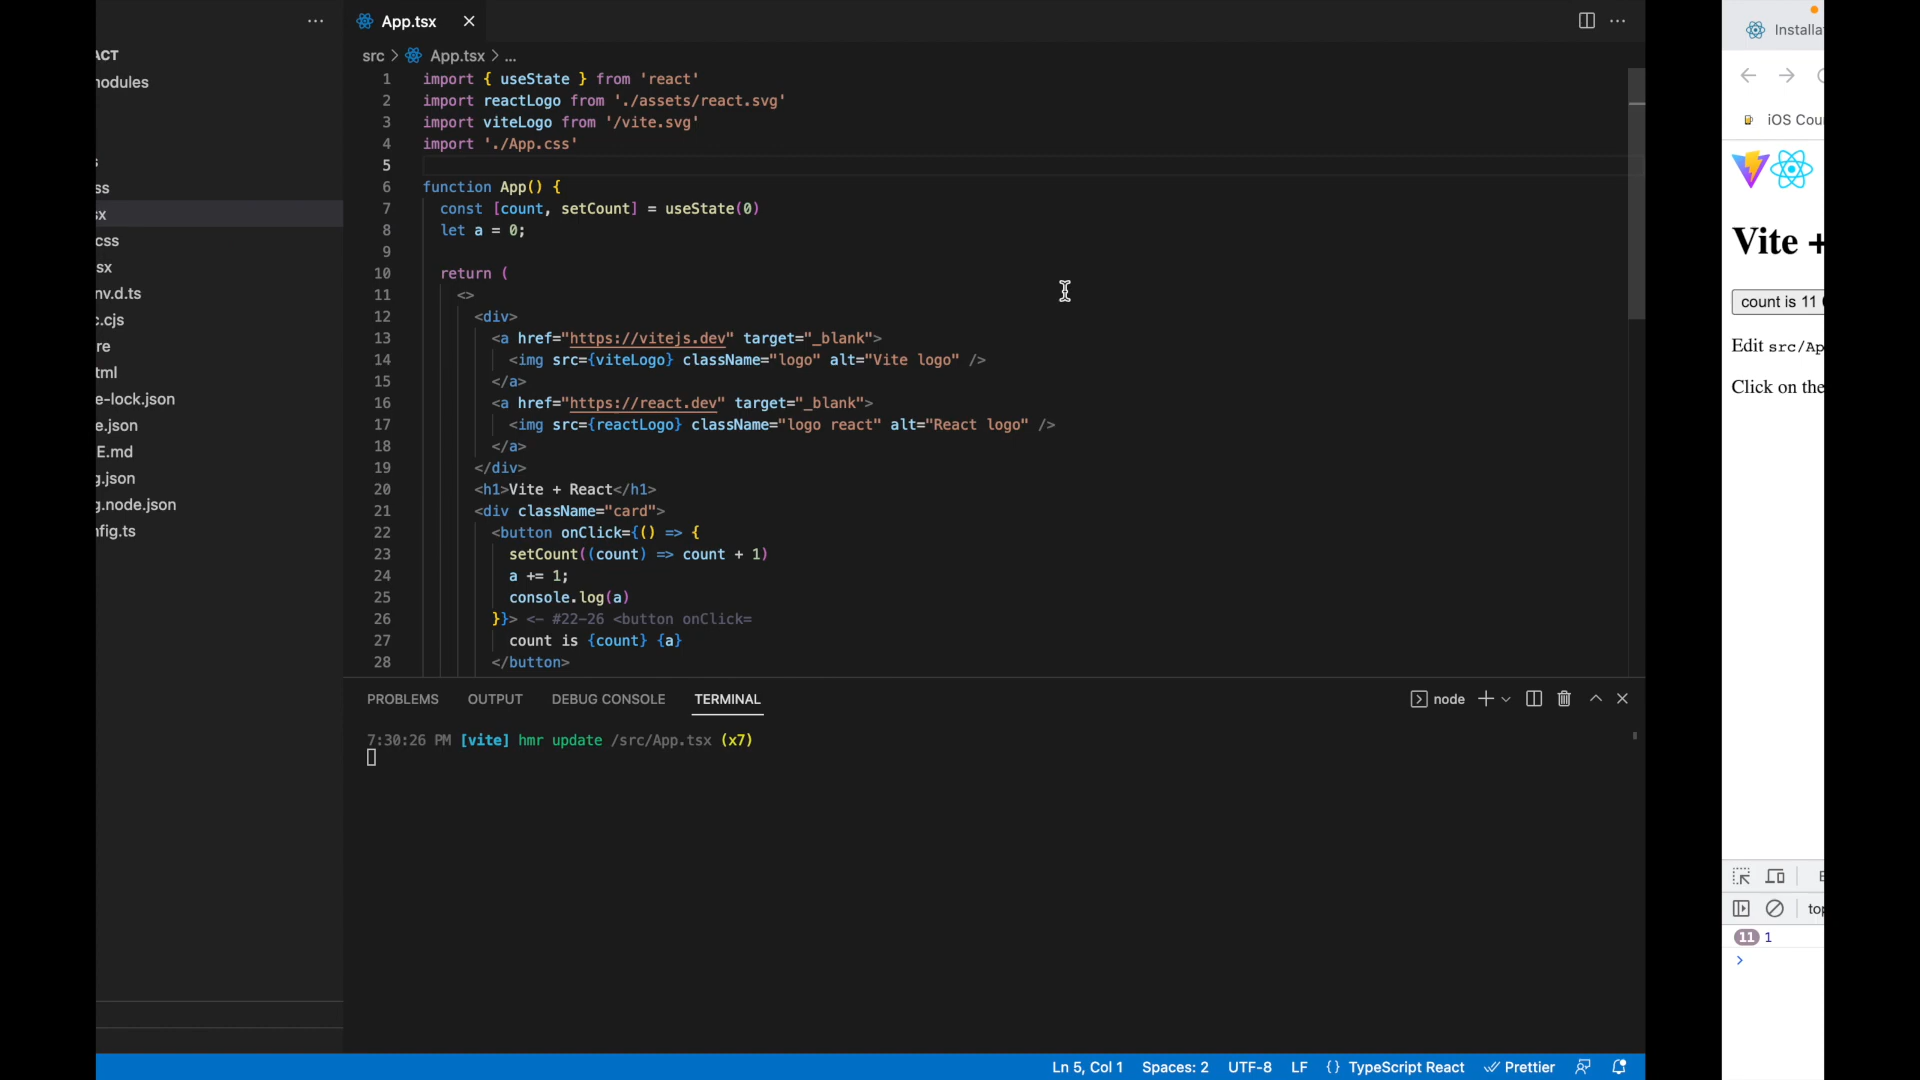 App.tsx
src > App.tsx > ...
ACT
nodules
s
ss
sx
css
sx
nv.d.ts
c.cjs
re
tml
e-lock.json
e.json
E.md
g.json
g.node.json
nfig.ts
1 import { useState } from 'react'
2 import reactLogo from './assets/react.svg'
3 import viteLogo from '/vite.svg'
4 import './App.css'
5
6 function App() {
7 const [count, setCount] = useState(0)
8 let a = 0;
9
10 return (
11 <>
12 <div>
13 <a href="https://vitejs.dev" target="_blank">
14 <img src={viteLogo} className="logo" alt="Vite logo" />
15 </a>
16 <a href="https://react.dev" target="_blank">
17 <img src={reactLogo} className="logo react" alt="React logo" />
18 </a>
19 </div>
20 <h1>Vite + React</h1>
21 <div className="card">
22 <button onClick={() => {
23 setCount((count) => count + 1)
24 a += 1;
25 console.log(a)
26 }}> <- #22-26 <button onClick=
27 count is {count} {a}
28 </button>
PROBLEMS OUTPUT DEBUG CONSOLE TERMINAL
node
7:30:26 PM [vite] hmr update /src/App.tsx (x7)
Ln 5, Col 1 Spaces: 2 UTF-8 LF {} TypeScript React Prettier
Installa
iOS Cou
Vite +
count is 11
Edit src/Ap
Click on the
top
11 1
>